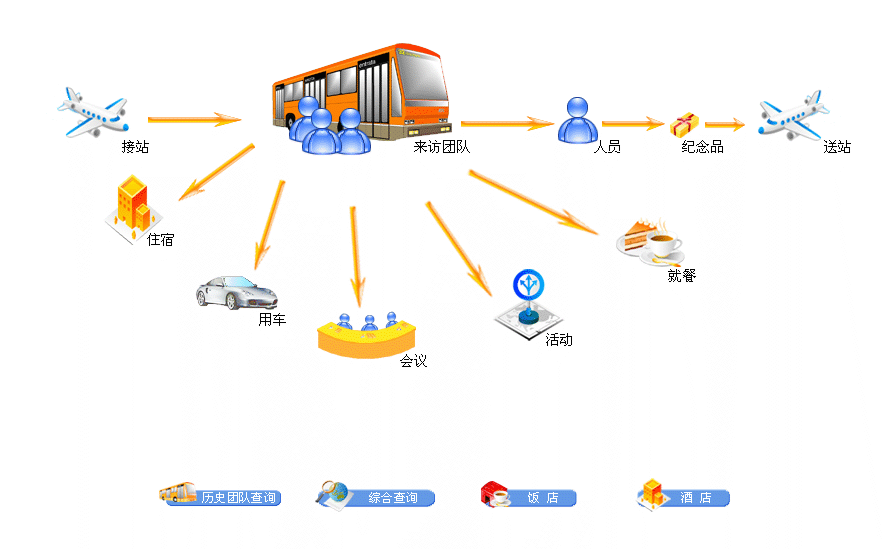 接站
来访团队
人员
纪念品
送站
住宿
就餐
用车
会议
活动
历史团队查询
综合查询
饭 店
酒 店